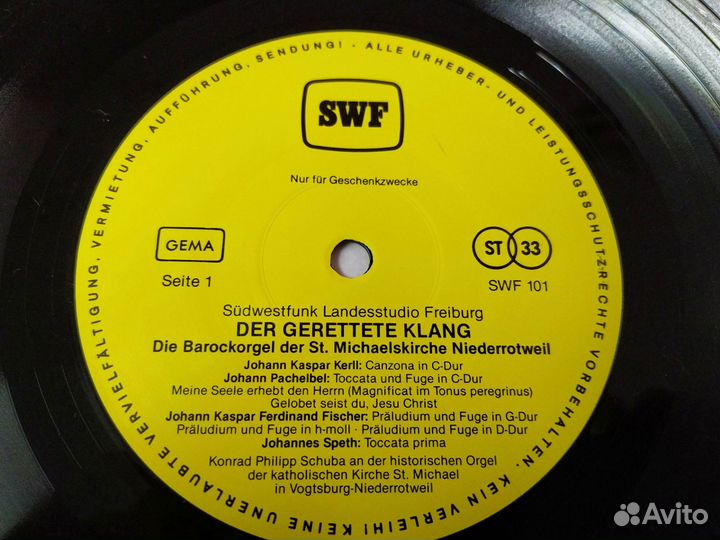 ALLE URHEBER- UND LEISTUNGSSCHUTZRECHTE VORBEHALTEN · KEIN VERLEIH! KEINE UNERLAUBTE VERVIELFÄLTIGUNG, VERMIETUNG, AUFFÜHRUNG, SENDUNG! -
SWF
Nur für Geschenkzwecke
GEMA
ST 33
Seite 1
SWF 101
Südwestfunk Landesstudio Freiburg
DER GERETTETE KLANG
Die Barockorgel der St. Michaelskirche Niederrotweil
Johann Kaspar Kerll: Canzona in C-Dur
Johann Pachelbel: Toccata und Fuge in C-Dur
Meine Seele erhebt den Herrn (Magnificat im Tonus peregrinus)
Gelobet seist du, Jesu Christ
Johann Kaspar Ferdinand Fischer: Präludium und Fuge in G-Dur
Präludium und Fuge in h-moll · Präludium und Fuge in D-Dur
Johannes Speth: Toccata prima
Konrad Philipp Schuba an der historischen Orgel
der katholischen Kirche St. Michael
in Vogtsburg-Niederrotweil
Avito